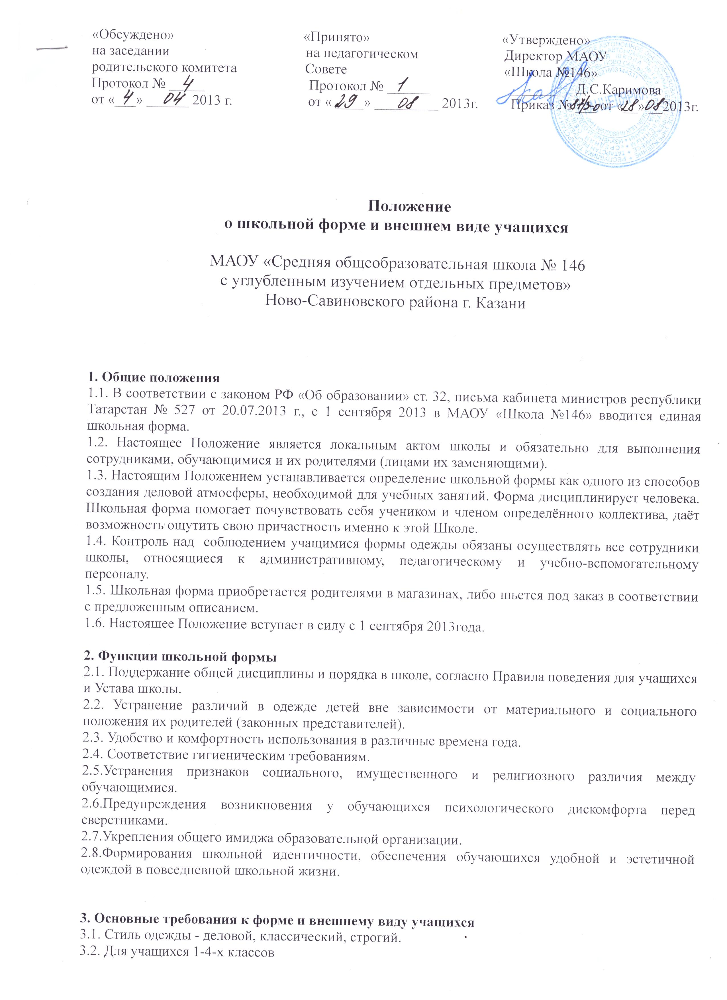 «Обсуждено»
на заседании
родительского комитета
Протокол № 4
от «4» 04 2013 г.
«Принято»
на педагогическом
Совете
Протокол № 1
от «29» 08 2013г.
«Утверждено»
Директор МАОУ
«Школа №146»
Д.С.Каримова
Приказ №87/3-о от «28» 08 2013г.
Положение
о школьной форме и внешнем виде учащихся
МАОУ «Средняя общеобразовательная школа № 146
с углубленным изучением отдельных предметов»
Ново-Савиновского района г. Казани
1. Общие положения
1.1. В соответствии с законом РФ «Об образовании» ст. 32, письма кабинета министров республики
Татарстан № 527 от 20.07.2013 г., с 1 сентября 2013 в МАОУ «Школа №146» вводится единая
школьная форма.
1.2. Настоящее Положение является локальным актом школы и обязательно для выполнения
сотрудниками, обучающимися и их родителями (лицами их заменяющими).
1.3. Настоящим Положением устанавливается определение школьной формы как одного из способов
создания деловой атмосферы, необходимой для учебных занятий. Форма дисциплинирует человека.
Школьная форма помогает почувствовать себя учеником и членом определённого коллектива, даёт
возможность ощутить свою причастность именно к этой Школе.
1.4. Контроль над соблюдением учащимися формы одежды обязаны осуществлять все сотрудники
школы, относящиеся к административному, педагогическому и учебно-вспомогательному
персоналу.
1.5. Школьная форма приобретается родителями в магазинах, либо шьется под заказ в соответствии
с предложенным описанием.
1.6. Настоящее Положение вступает в силу с 1 сентября 2013года.
2. Функции школьной формы
2.1. Поддержание общей дисциплины и порядка в школе, согласно Правила поведения для учащихся
и Устава школы.
2.2. Устранение различий в одежде детей вне зависимости от материального и социального
положения их родителей (законных представителей).
2.3. Удобство и комфортность использования в различные времена года.
2.4. Соответствие гигиеническим требованиям.
2.5.Устранения признаков социального, имущественного и религиозного различия между
обучающимися.
2.6.Предупреждения возникновения у обучающихся психологического дискомфорта перед
сверстниками.
2.7.Укрепления общего имиджа образовательной организации.
2.8.Формирования школьной идентичности, обеспечения обучающихся удобной и эстетичной
одеждой в повседневной школьной жизни.
3. Основные требования к форме и внешнему виду учащихся
3.1. Стиль одежды - деловой, классический, строгий.
3.2. Для учащихся 1-4-х классов